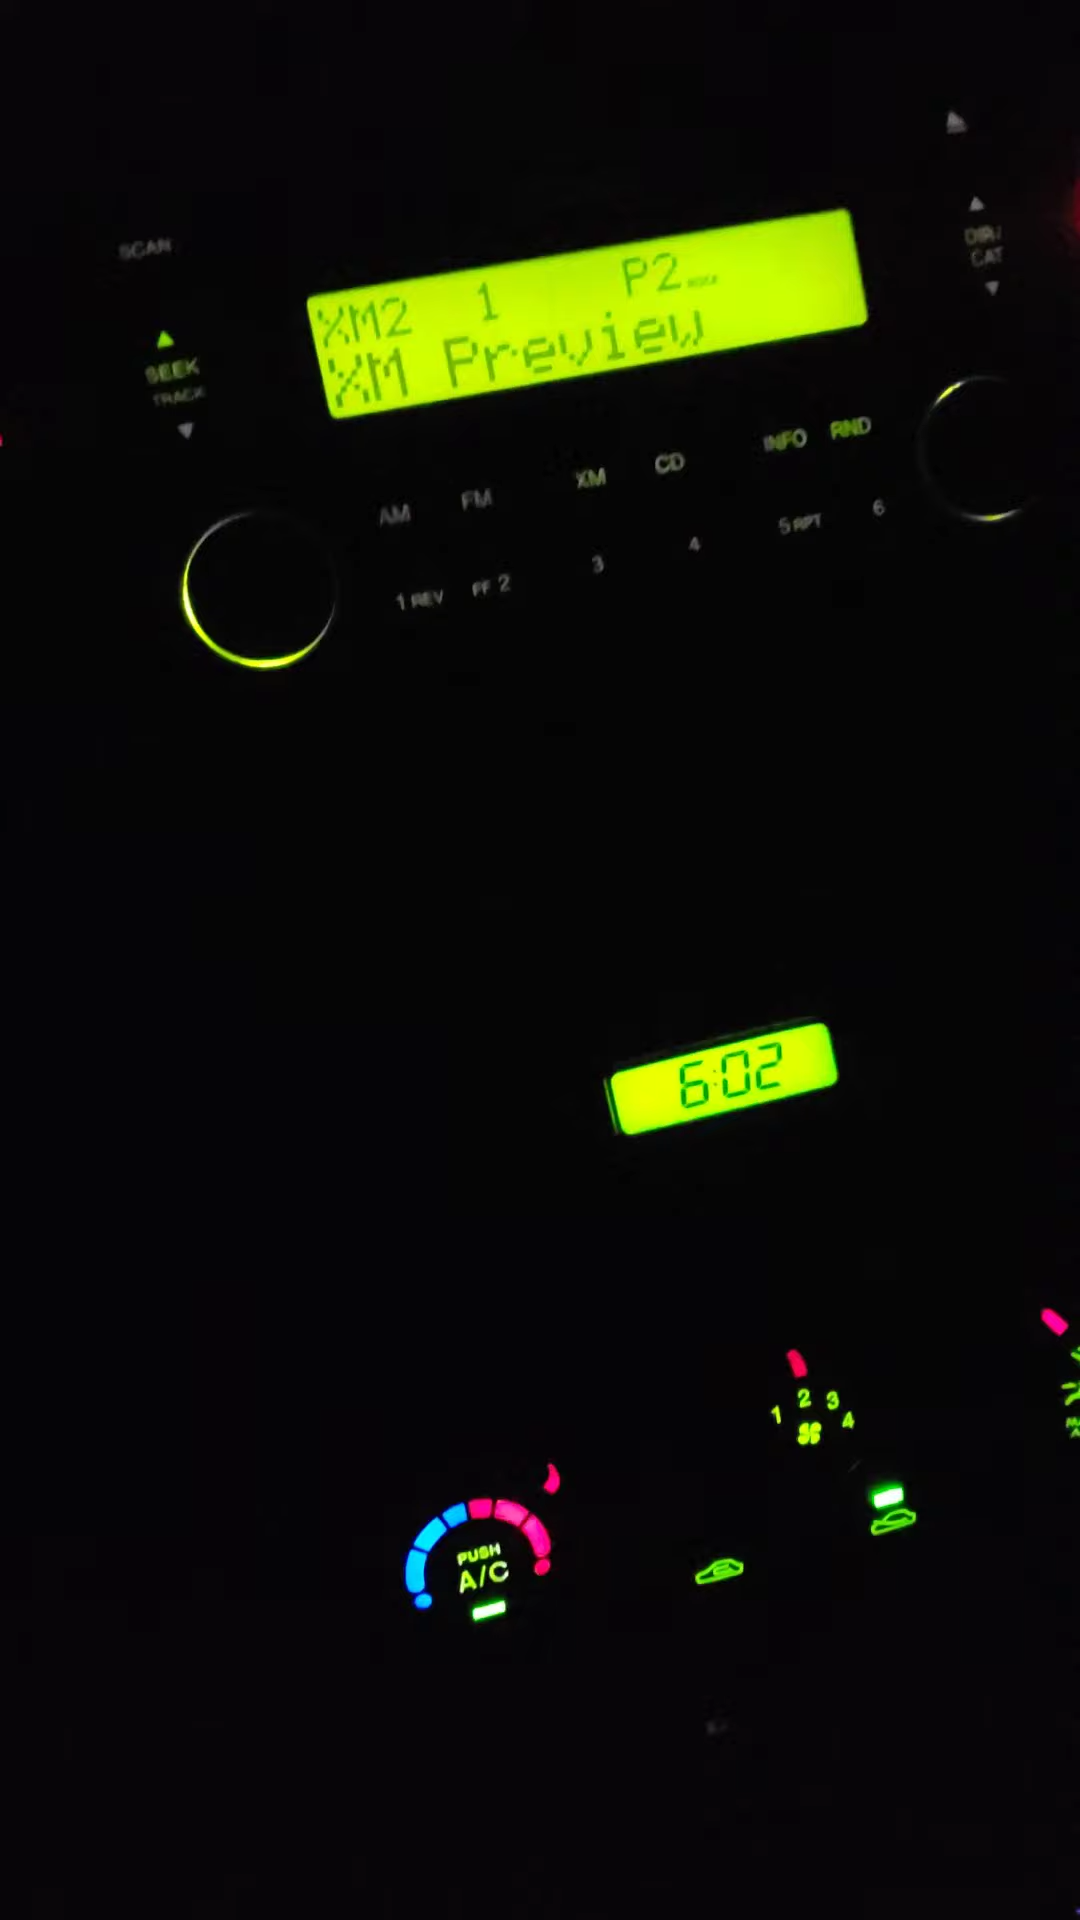 SCAN
XM2 1 P2
XM Preview
DIR/
CAT
SEEK
TRACK
AM FM XM CD INFO RND
1 REV FF 2 3 4 5 RPT 6
6:02
1 2 3 4
PUSH
A/C